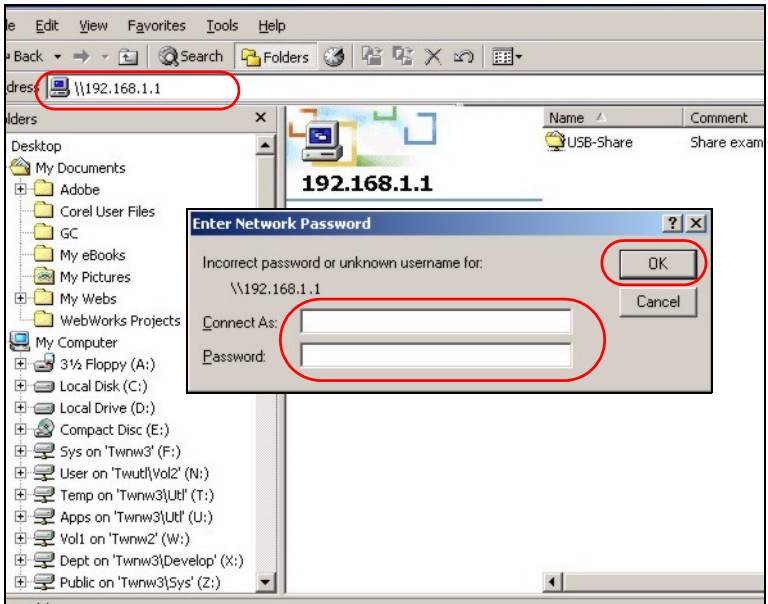 le Edit View Favorites Tools Help
Back Search Folders
dress \\192.168.1.1
lders Name Comment
Desktop USB-Share Share exam
My Documents
Adobe 192.168.1.1
Corel User Files
GC Enter Network Password
My eBooks Incorrect password or unknown username for: OK
My Pictures \\192.168.1.1
My Webs Cancel
WebWorks Projects Connect As:
My Computer
3½ Floppy (A:) Password:
Local Disk (C:)
Local Drive (D:)
Compact Disc (E:)
Sys on 'Twnw3' (F:)
User on 'Twutl\Vol2' (N:)
Temp on 'Twnw3\Utl' (T:)
Apps on 'Twnw3\Utl' (U:)
Vol1 on 'Twnw2' (W:)
Dept on 'Twnw3\Develop' (X:)
Public on 'Twnw3\Sys' (Z:)